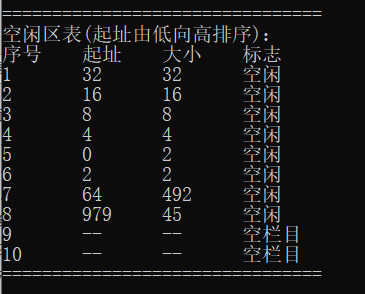 ================================
空闲区表(起址由低向高排序):
序号 起址 大小 标志
1 32 32 空闲
2 16 16 空闲
3 8 8 空闲
4 4 4 空闲
5 0 2 空闲
6 2 2 空闲
7 64 492 空闲
8 979 45 空闲
9 -- -- 空栏目
10 -- -- 空栏目
================================